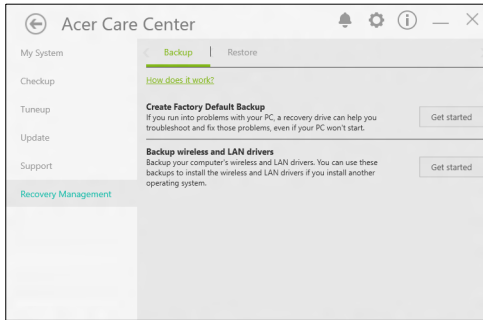 Acer Care Center
My System
Checkup
Tuneup
Update
Support
Recovery Management
Backup
Restore
How does it work?
Create Factory Default Backup
If you run into problems with your PC, a recovery drive can help you
troubleshoot and fix those problems, even if your PC won't start.
Get started
Backup wireless and LAN drivers
Backup your computer's wireless and LAN drivers. You can use these
backups to install the wireless and LAN drivers if you install another
operating system.
Get started